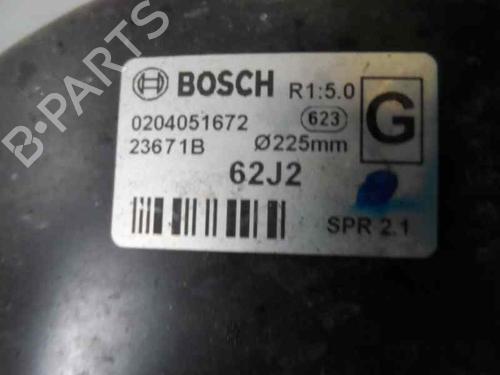 BOSCH R1:5.0 G
0204051672 623
23671B Ø225mm
62J2
SPR 2.1
B-PARTS